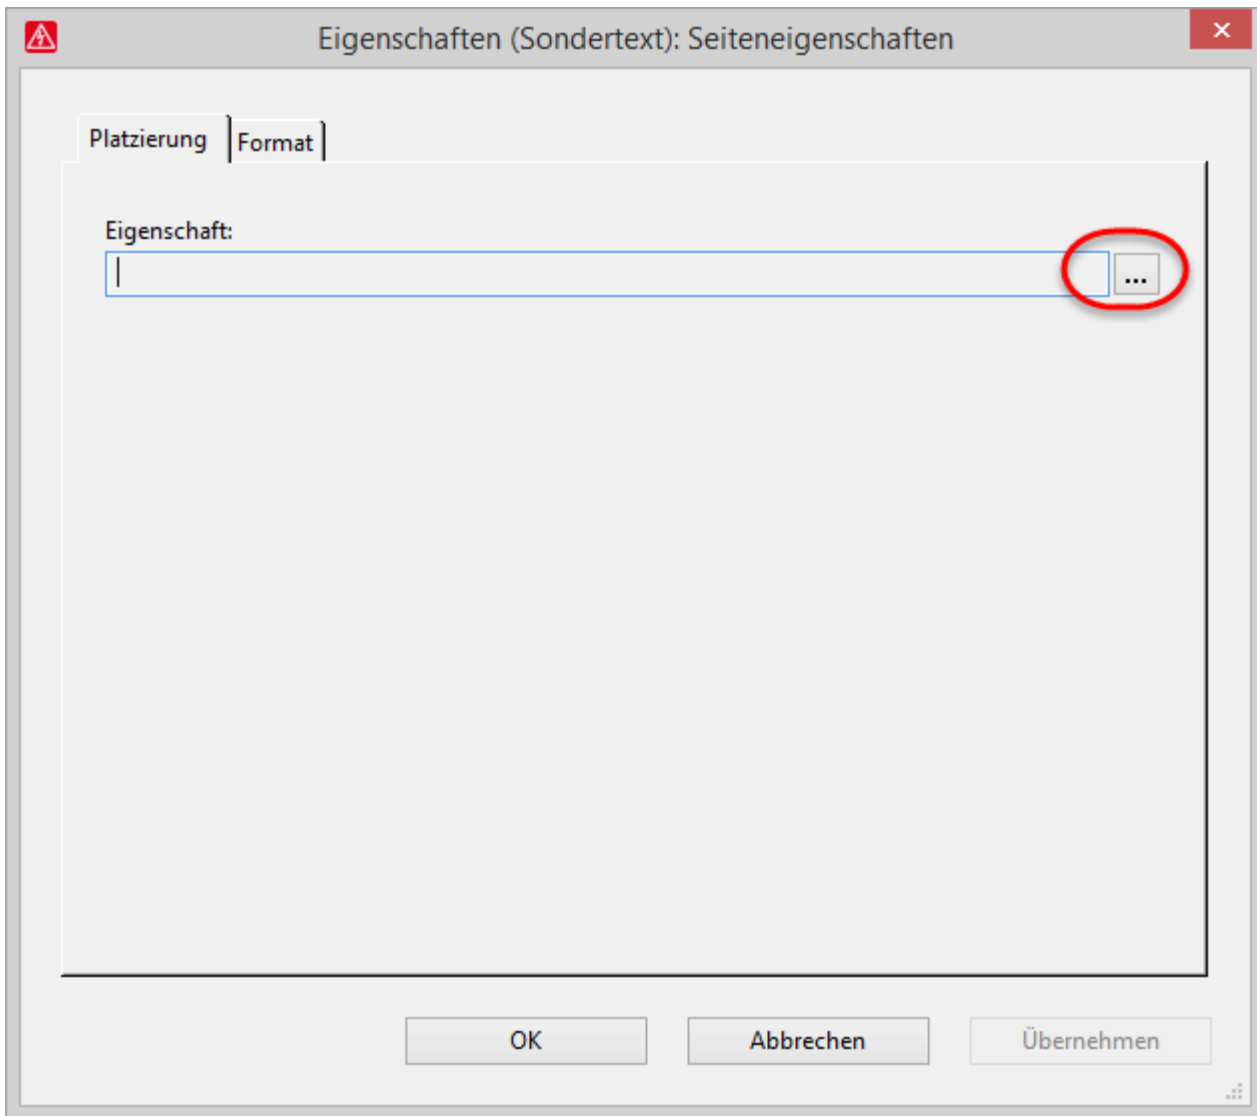 Eigenschaften (Sondertext): Seiteneigenschaften
Platzierung
Format
Eigenschaft:
...
OK
Abbrechen
Übernehmen